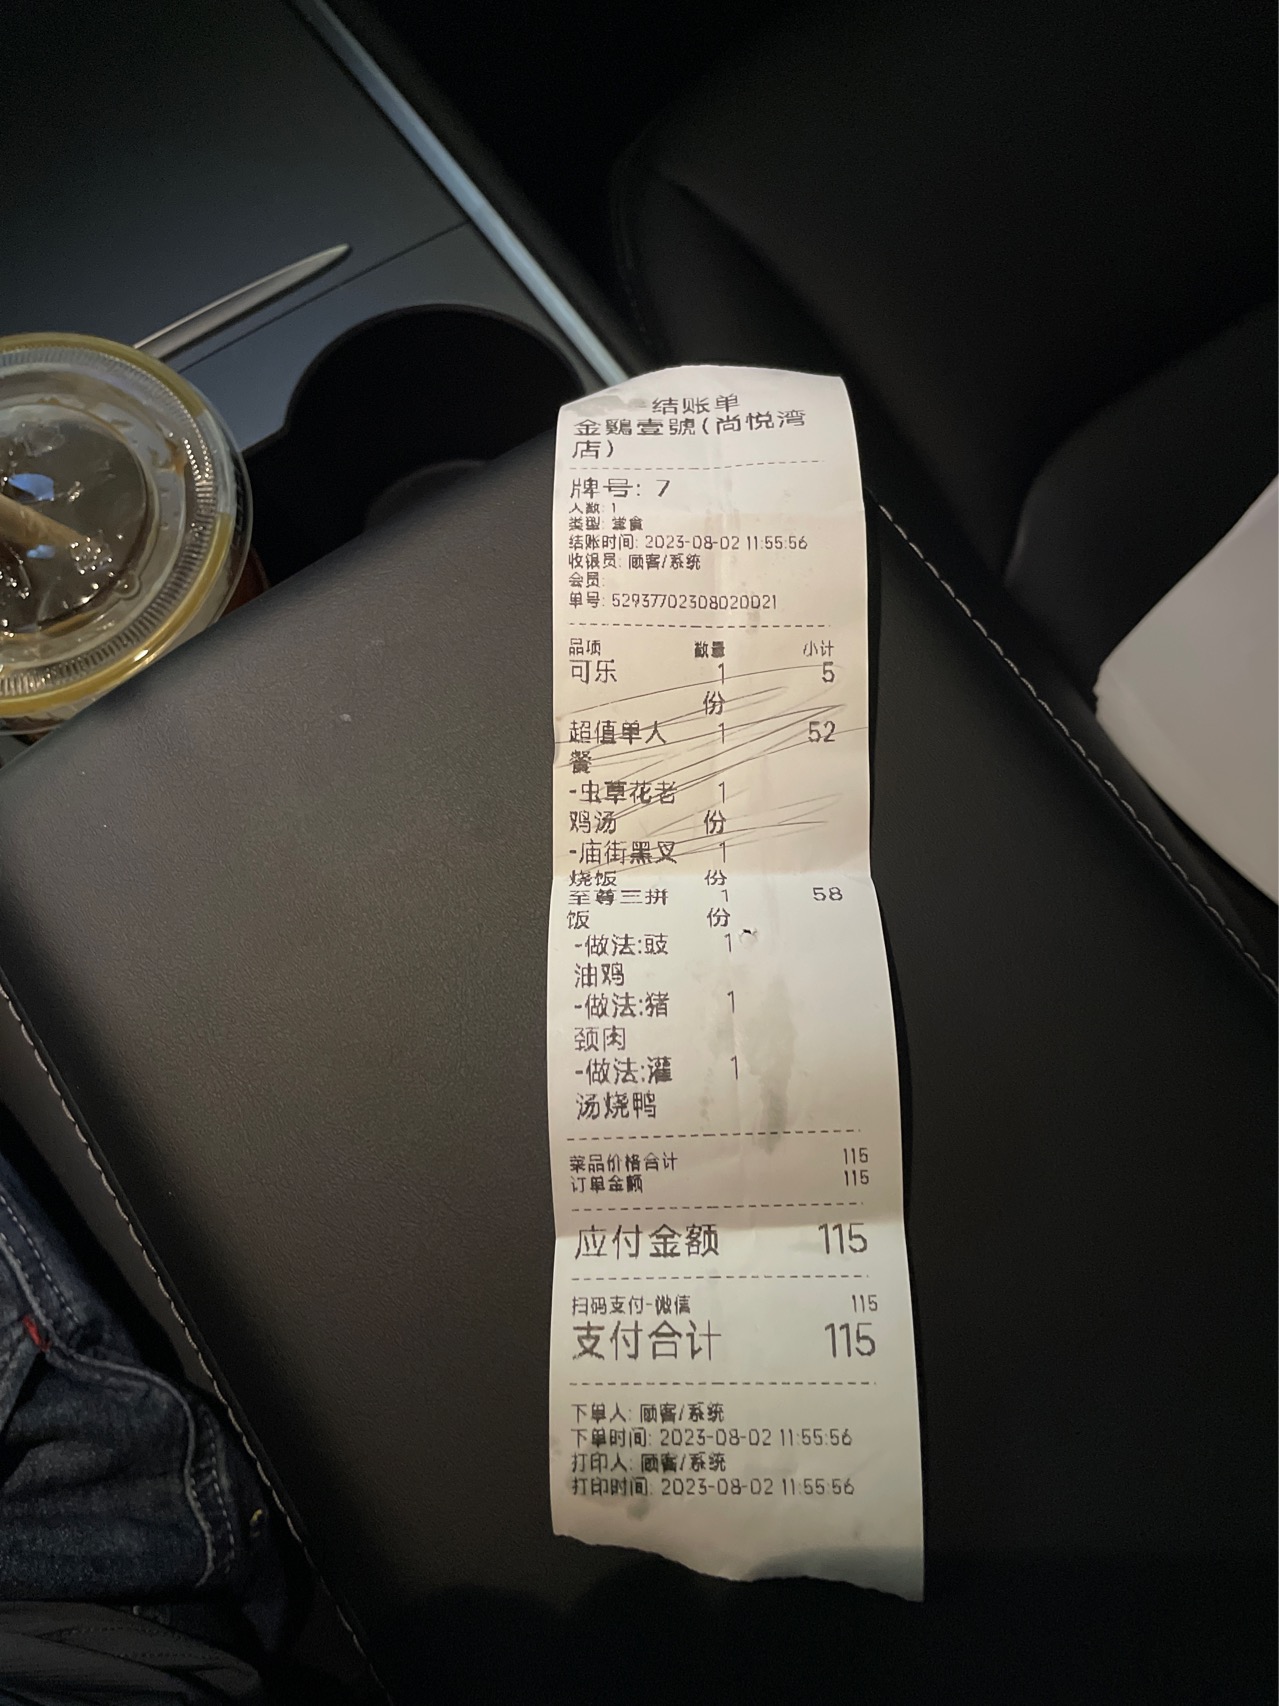 结账单
金鷄壹號(尚悦湾
店)
牌号: 7
人数: 1
类型: 堂食
结账时间: 2023-08-02 11:55:56
收银员: 顾客/系统
会员:
单号: 52937702308020021
品项 数量 小计
可乐 1 5
份
超值单人 1 52
餐
-虫草花老 1
鸡汤 份
-庙街黑叉 1
烧饭 份
至尊三拼 1 58
饭 份
-做法:豉 1
油鸡
-做法:猪 1
颈肉
-做法:灌 1
汤烧鸭
菜品价格合计 115
订单金额 115
应付金额 115
扫码支付-微信 115
支付合计 115
下单人: 顾客/系统
下单时间: 2023-08-02 11:55:56
打印人: 顾客/系统
打印时间: 2023-08-02 11:55:56